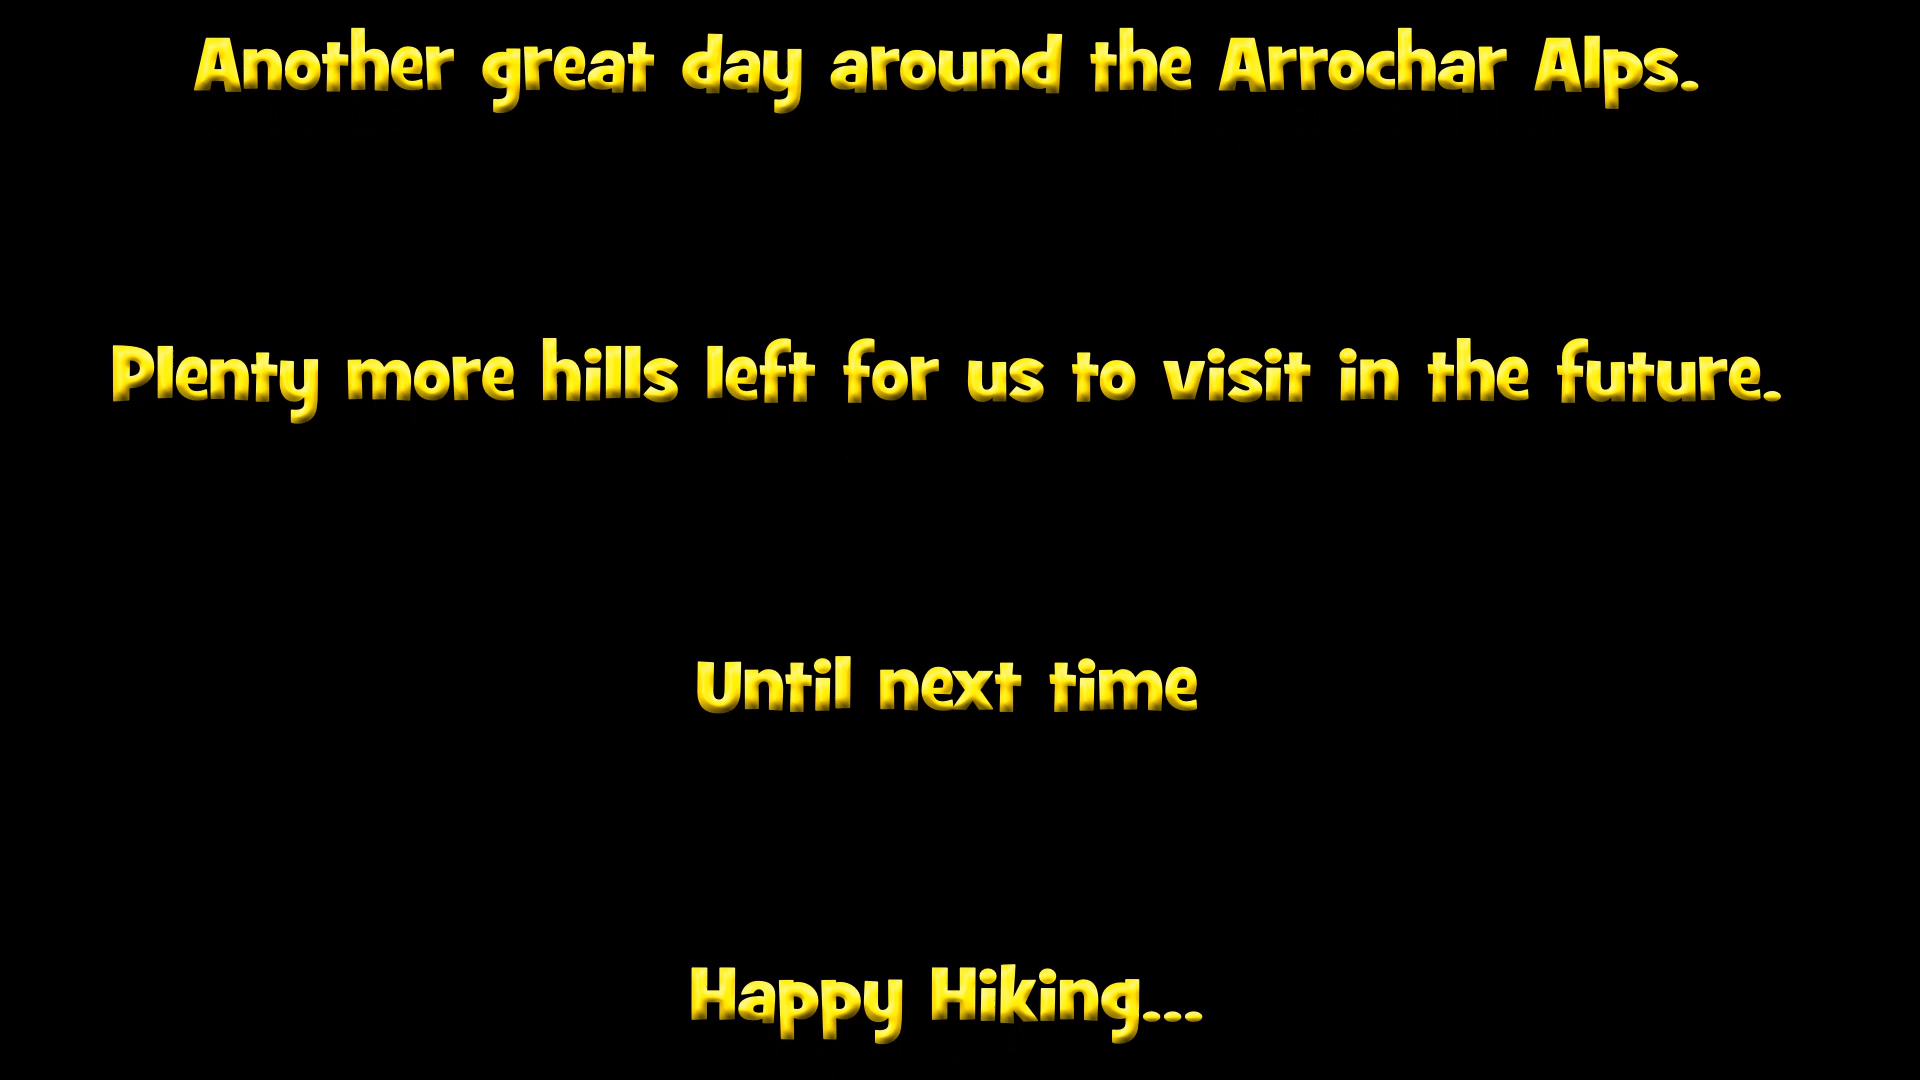 Another great day around the Arrochar Alps.
Plenty more hills left for us to visit in the future.
Until next time
Happy Hiking...